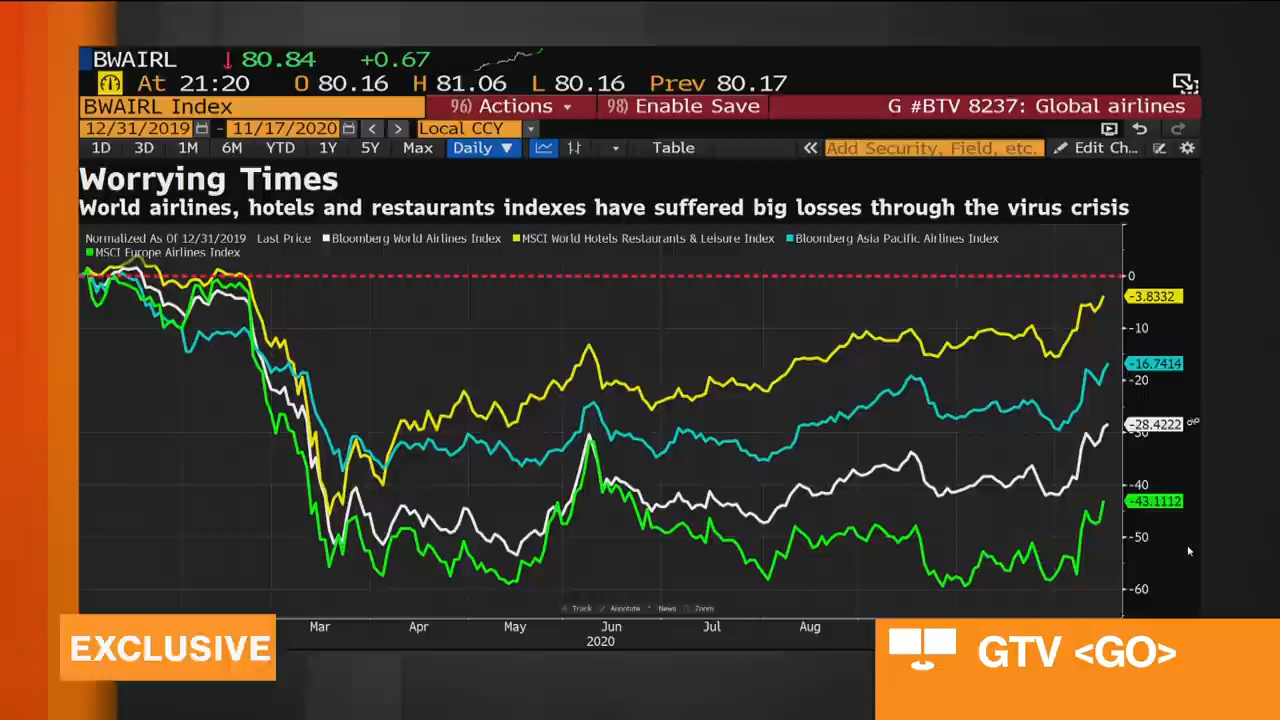 BWAIRL ↓ 80.84 +0.67
At 21:20 O 80.16 H 81.06 L 80.16 Prev 80.17
BWAIRL Index 96) Actions 98) Enable Save G #BTV 8237: Global airlines
12/31/2019 - 11/17/2020 < > Local CCY
1D 3D 1M 6M YTD 1Y 5Y Max Daily ▼ Table « Add Security, Field, etc. Edit Ch...
Worrying Times
World airlines, hotels and restaurants indexes have suffered big losses through the virus crisis
Normalized As Of 12/31/2019 Last Price Bloomberg World Airlines Index MSCI World Hotels Restaurants & Leisure Index Bloomberg Asia Pacific Airlines Index
MSCI Europe Airlines Index
0
-3.8332
-10
-16.7414
-20
-28.4222 %
-30
-40
-43.1112
-50
-60
Track Annotate News Zoom
Mar Apr May Jun Jul Aug
2020
EXCLUSIVE
GTV <GO>